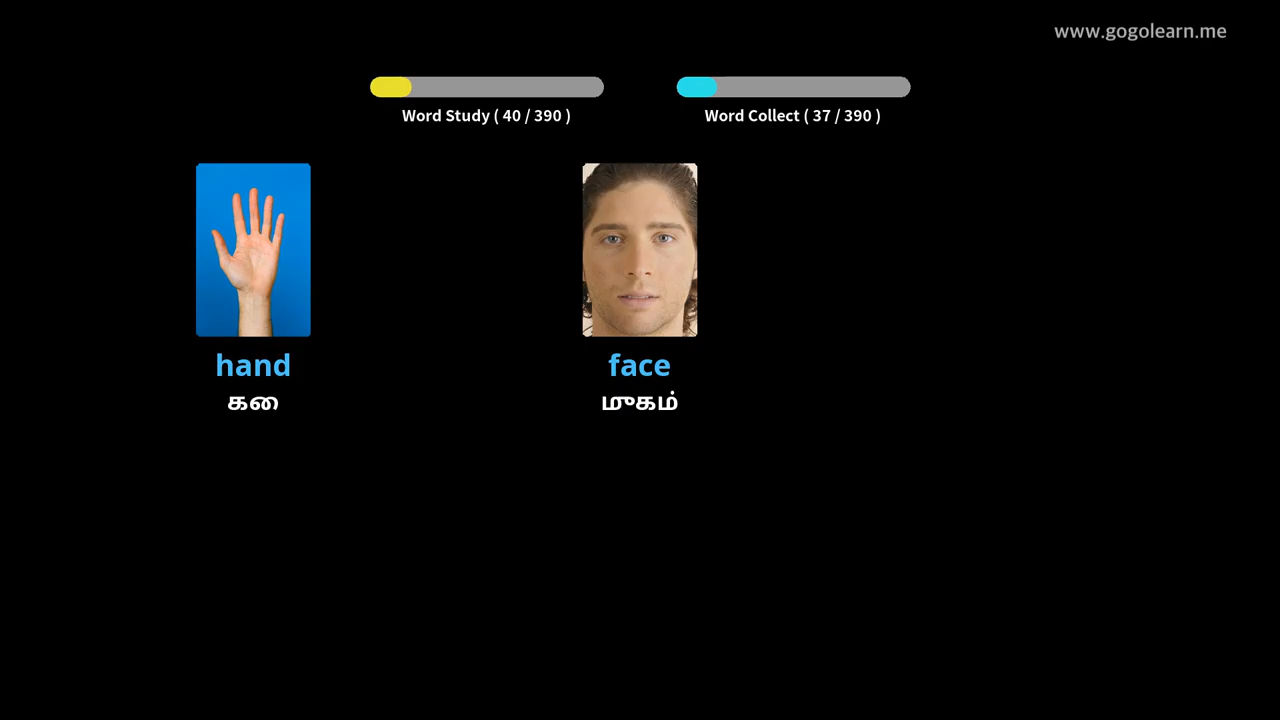 www.gogolearn.me
Word Study ( 40 / 390 )
Word Collect ( 37 / 390 )
hand
கை
face
முகம்